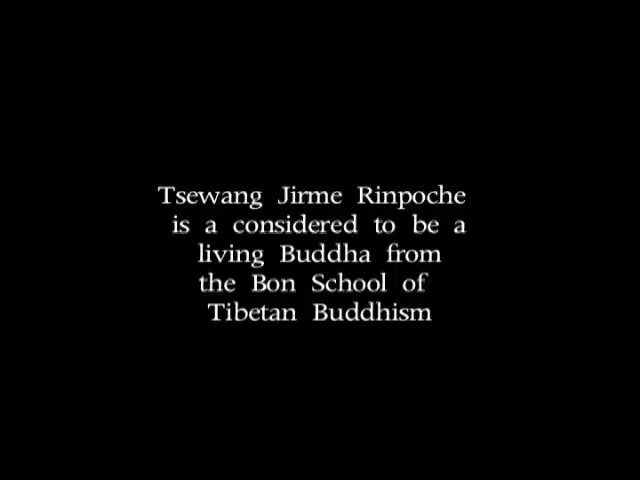 Tsewang Jirme Rinpoche
is a considered to be a
living Buddha from
the Bon School of
Tibetan Buddhism